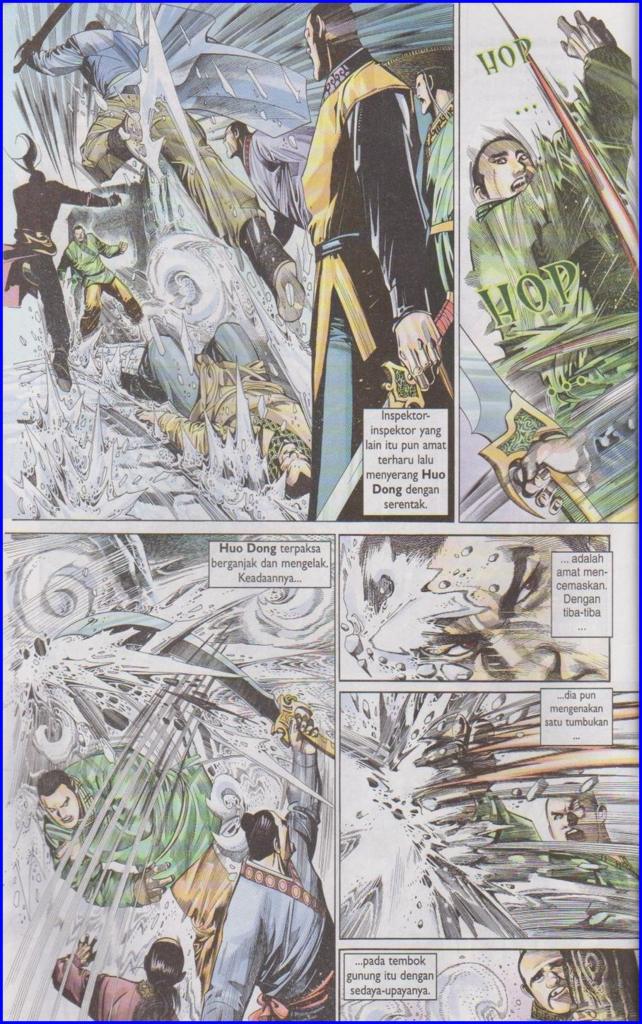 Inspektor-
inspektor yang
lain itu pun amat
terharu lalu
menyerang Huo
Dong dengan
serentak.
HOP
...
HOP
Huo Dong terpaksa
berganjak dan mengelak.
Keadaannya...
... adalah
amat men-
cemaskan.
Dengan
tiba-tiba
...
...dia pun
mengenakan
satu tumbukan
...
...pada tembok
gunung itu dengan
sedaya-upayanya.